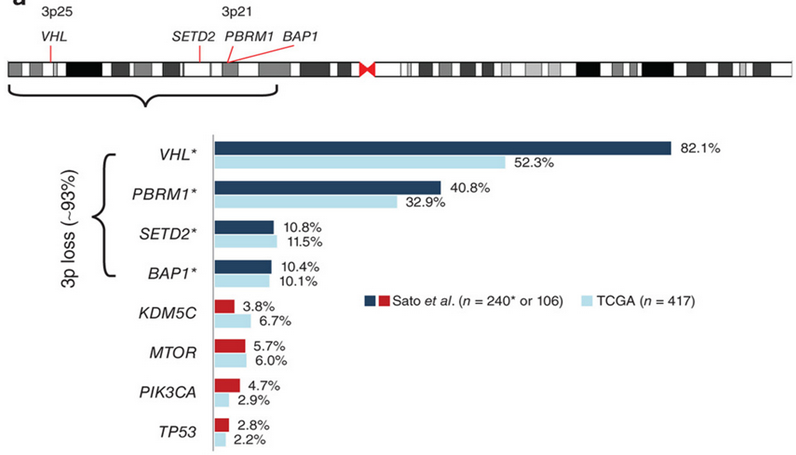 a
3p25 3p21
VHL SETD2 PBRM1 BAP1
3p loss (~93%)
VHL* 82.1%
52.3%
PBRM1* 40.8%
32.9%
SETD2* 10.8%
11.5%
BAP1* 10.4%
10.1%
Sato et al. (n = 240* or 106) TCGA (n = 417)
KDM5C 3.8%
6.7%
MTOR 5.7%
6.0%
PIK3CA 4.7%
2.9%
TP53 2.8%
2.2%